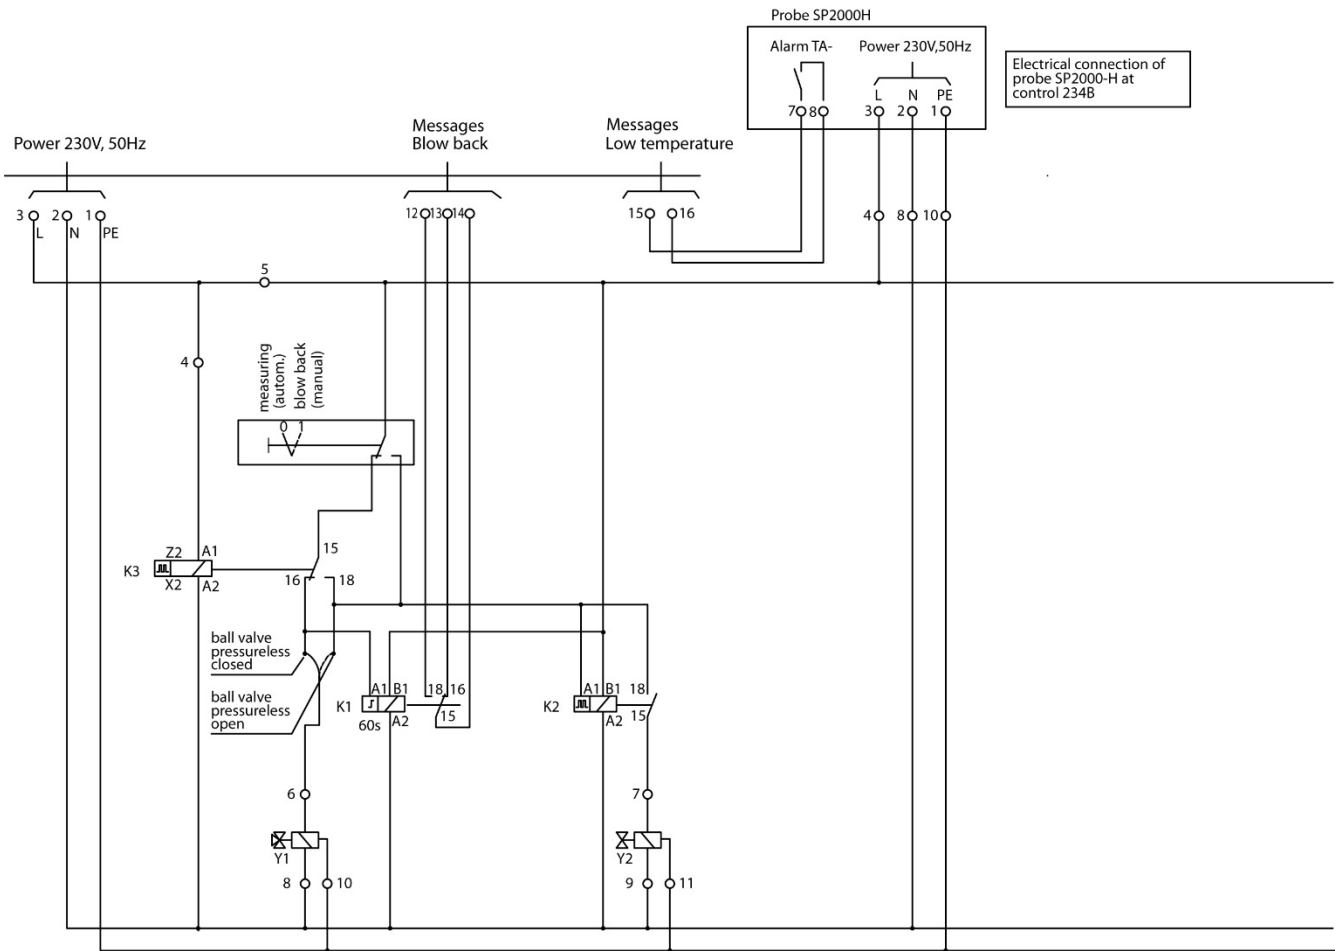 Probe SP2000H
Alarm TA-
Power 230V,50Hz
L N PE
7 8 3 2 1
Electrical connection of
probe SP2000-H at
control 234B
Power 230V, 50Hz
Messages
Blow back
Messages
Low temperature
3 2 1
L N PE
12 13 14
15 16
4 8 10
5
4
measuring
(autom.)
blow back
(manual)
0 1
15
K3
Z2 A1
X2 A2
16 18
ball valve
pressureless
closed
ball valve
pressureless
open
K1
A1 B1
A2
60s
18 16
15
K2
A1 B1
A2
18
15
6
7
Y1
Y2
8 10
9 11